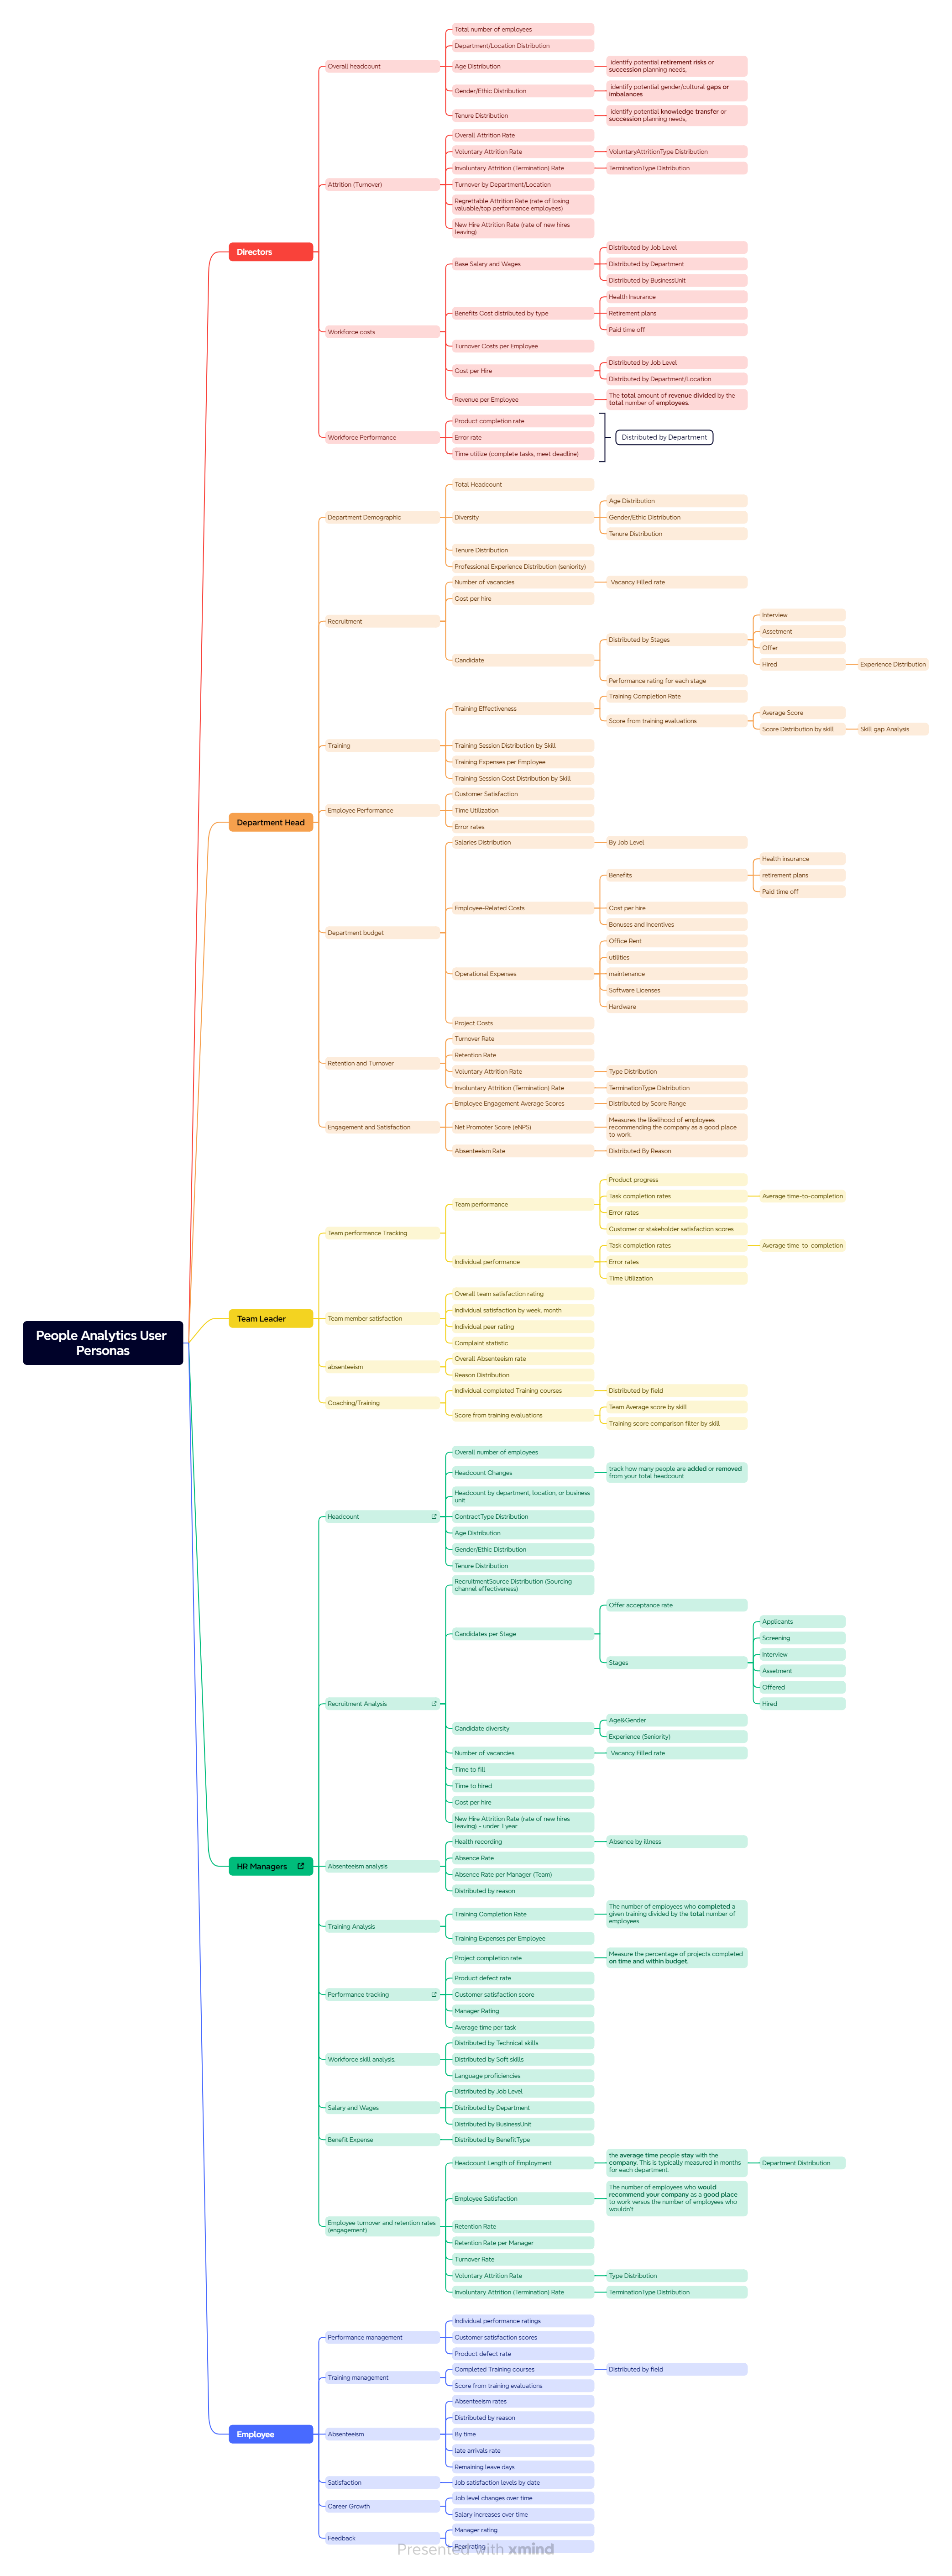 People Analytics User
Personas
Directors
Overall headcount
Total number of employees
Department/Location Distribution
Age Distribution
identify potential retirement risks or
succession planning needs,
Gender/Ethic Distribution
identify potential gender/cultural gaps or
imbalances
Tenure Distribution
identify potential knowledge transfer or
succession planning needs,
Attrition (Turnover)
Overall Attrition Rate
Voluntary Attrition Rate
VoluntaryAttritionType Distribution
Involuntary Attrition (Termination) Rate
TerminationType Distribution
Turnover by Department/Location
Regrettable Attrition Rate (rate of losing
valuable/top performance employees)
New Hire Attrition Rate (rate of new hires
leaving)
Workforce costs
Base Salary and Wages
Distributed by Job Level
Distributed by Department
Distributed by BusinessUnit
Benefits Cost distributed by type
Health Insurance
Retirement plans
Paid time off
Turnover Costs per Employee
Cost per Hire
Distributed by Job Level
Distributed by Department/Location
Revenue per Employee
The total amount of revenue divided by the
total number of employees.
Workforce Performance
Product completion rate
Error rate
Time utilize (complete tasks, meet deadline)
Distributed by Department
Department Head
Department Demographic
Total Headcount
Diversity
Age Distribution
Gender/Ethic Distribution
Tenure Distribution
Tenure Distribution
Professional Experience Distribution (seniority)
Recruitment
Number of vacancies
Vacancy Filled rate
Cost per hire
Candidate
Distributed by Stages
Interview
Assetment
Offer
Hired
Experience Distribution
Performance rating for each stage
Training
Training Effectiveness
Training Completion Rate
Score from training evaluations
Average Score
Score Distribution by skill
Skill gap Analysis
Training Session Distribution by Skill
Training Expenses per Employee
Training Session Cost Distribution by Skill
Employee Performance
Customer Satisfaction
Time Utilization
Error rates
Department budget
Salaries Distribution
By Job Level
Employee-Related Costs
Benefits
Health insurance
retirement plans
Paid time off
Cost per hire
Bonuses and Incentives
Operational Expenses
Office Rent
utilities
maintenance
Software Licenses
Hardware
Project Costs
Retention and Turnover
Turnover Rate
Retention Rate
Voluntary Attrition Rate
Type Distribution
Involuntary Attrition (Termination) Rate
TerminationType Distribution
Engagement and Satisfaction
Employee Engagement Average Scores
Distributed by Score Range
Net Promoter Score (eNPS)
Measures the likelihood of employees
recommending the company as a good place
to work.
Absenteeism Rate
Distributed By Reason
Team Leader
Team performance Tracking
Team performance
Product progress
Task completion rates
Average time-to-completion
Error rates
Customer or stakeholder satisfaction scores
Individual performance
Task completion rates
Average time-to-completion
Error rates
Time Utilization
Team member satisfaction
Overall team satisfaction rating
Individual satisfaction by week, month
Individual peer rating
Complaint statistic
absenteeism
Overall Absenteeism rate
Reason Distribution
Coaching/Training
Individual completed Training courses
Distributed by field
Score from training evaluations
Team Average score by skill
Training score comparison filter by skill
HR Managers
Headcount
Overall number of employees
Headcount Changes
track how many people are added or removed
from your total headcount
Headcount by department, location, or business
unit
ContractType Distribution
Age Distribution
Gender/Ethic Distribution
Tenure Distribution
Recruitment Analysis
RecruitmentSource Distribution (Sourcing
channel effectiveness)
Candidates per Stage
Offer acceptance rate
Stages
Applicants
Screening
Interview
Assetment
Offered
Hired
Candidate diversity
Age&Gender
Experience (Seniority)
Number of vacancies
Vacancy Filled rate
Time to fill
Time to hired
Cost per hire
New Hire Attrition Rate (rate of new hires
leaving) - under 1 year
Absenteeism analysis
Health recording
Absence by illness
Absence Rate
Absence Rate per Manager (Team)
Distributed by reason
Training Analysis
Training Completion Rate
The number of employees who completed a
given training divided by the total number of
employees
Training Expenses per Employee
Performance tracking
Project completion rate
Measure the percentage of projects completed
on time and within budget.
Product defect rate
Customer satisfaction score
Manager Rating
Average time per task
Workforce skill analysis.
Distributed by Technical skills
Distributed by Soft skills
Language proficiencies
Salary and Wages
Distributed by Job Level
Distributed by Department
Distributed by BusinessUnit
Benefit Expense
Distributed by BenefitType
Employee turnover and retention rates
(engagement)
Headcount Length of Employment
the average time people stay with the
company. This is typically measured in months
for each department.
Department Distribution
Employee Satisfaction
The number of employees who would
recommend your company as a good place
to work versus the number of employees who
wouldn't
Retention Rate
Retention Rate per Manager
Turnover Rate
Voluntary Attrition Rate
Type Distribution
Involuntary Attrition (Termination) Rate
TerminationType Distribution
Employee
Performance management
Individual performance ratings
Customer satisfaction scores
Product defect rate
Training management
Completed Training courses
Distributed by field
Score from training evaluations
Absenteeism
Absenteeism rates
Distributed by reason
By time
late arrivals rate
Remaining leave days
Satisfaction
Job satisfaction levels by date
Career Growth
Job level changes over time
Salary increases over time
Feedback
Manager rating
Peer rating
Presented with xmind